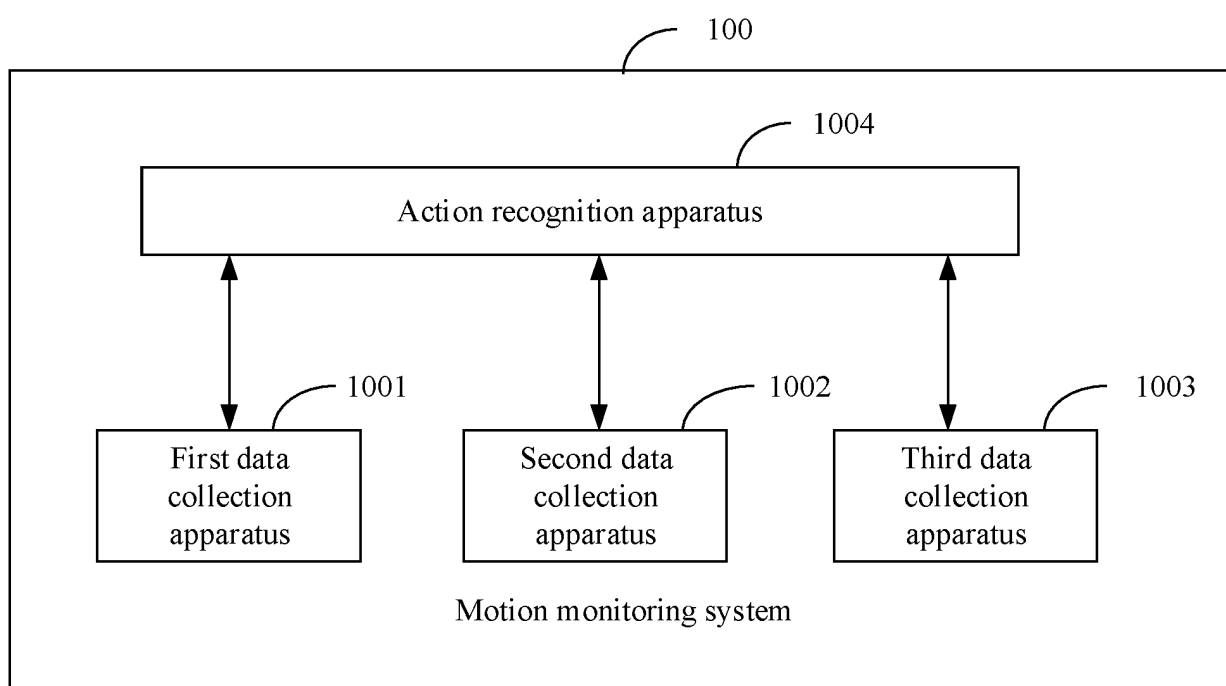 100
1004
Action recognition apparatus
1001
1002
1003
First data
collection
apparatus
Second data
collection
apparatus
Third data
collection
apparatus
Motion monitoring system